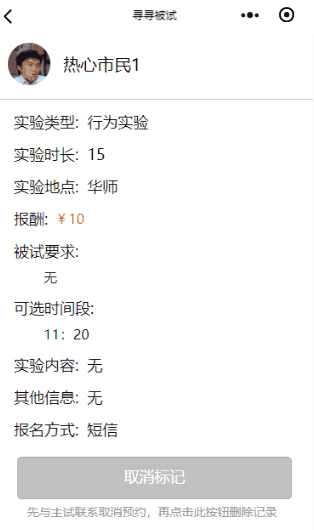 寻寻被试
热心市民1
实验类型: 行为实验
实验时长: 15
实验地点: 华师
报酬: ￥10
被试要求:
无
可选时间段:
11：20
实验内容: 无
其他信息: 无
报名方式: 短信
取消标记
先与主试联系取消预约，再点击此按钮删除记录